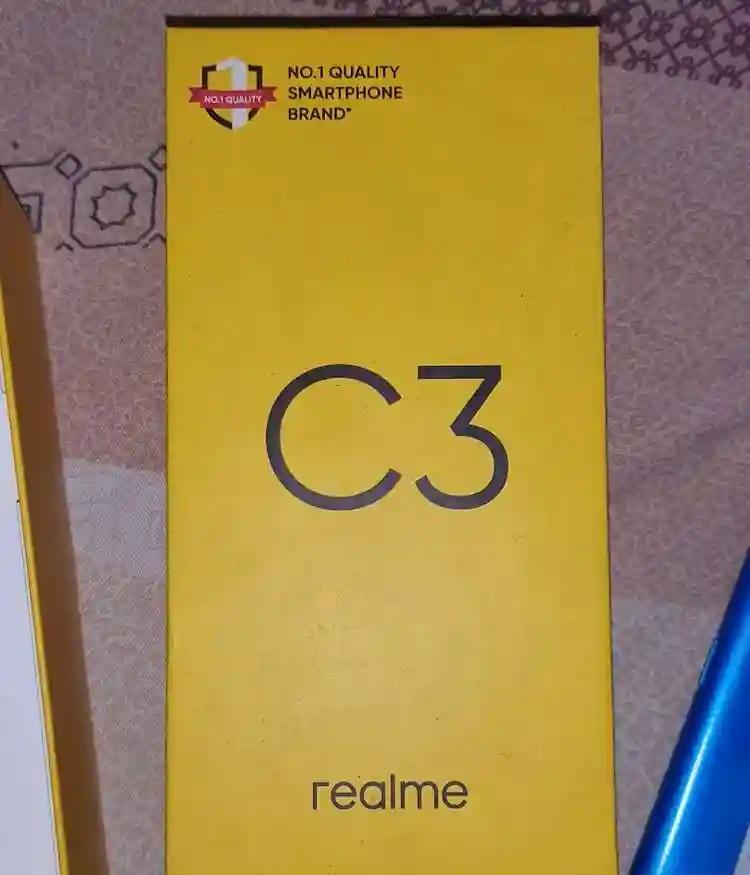 NO.1 QUALITY
NO.1 QUALITY
SMARTPHONE
BRAND*
C3
realme